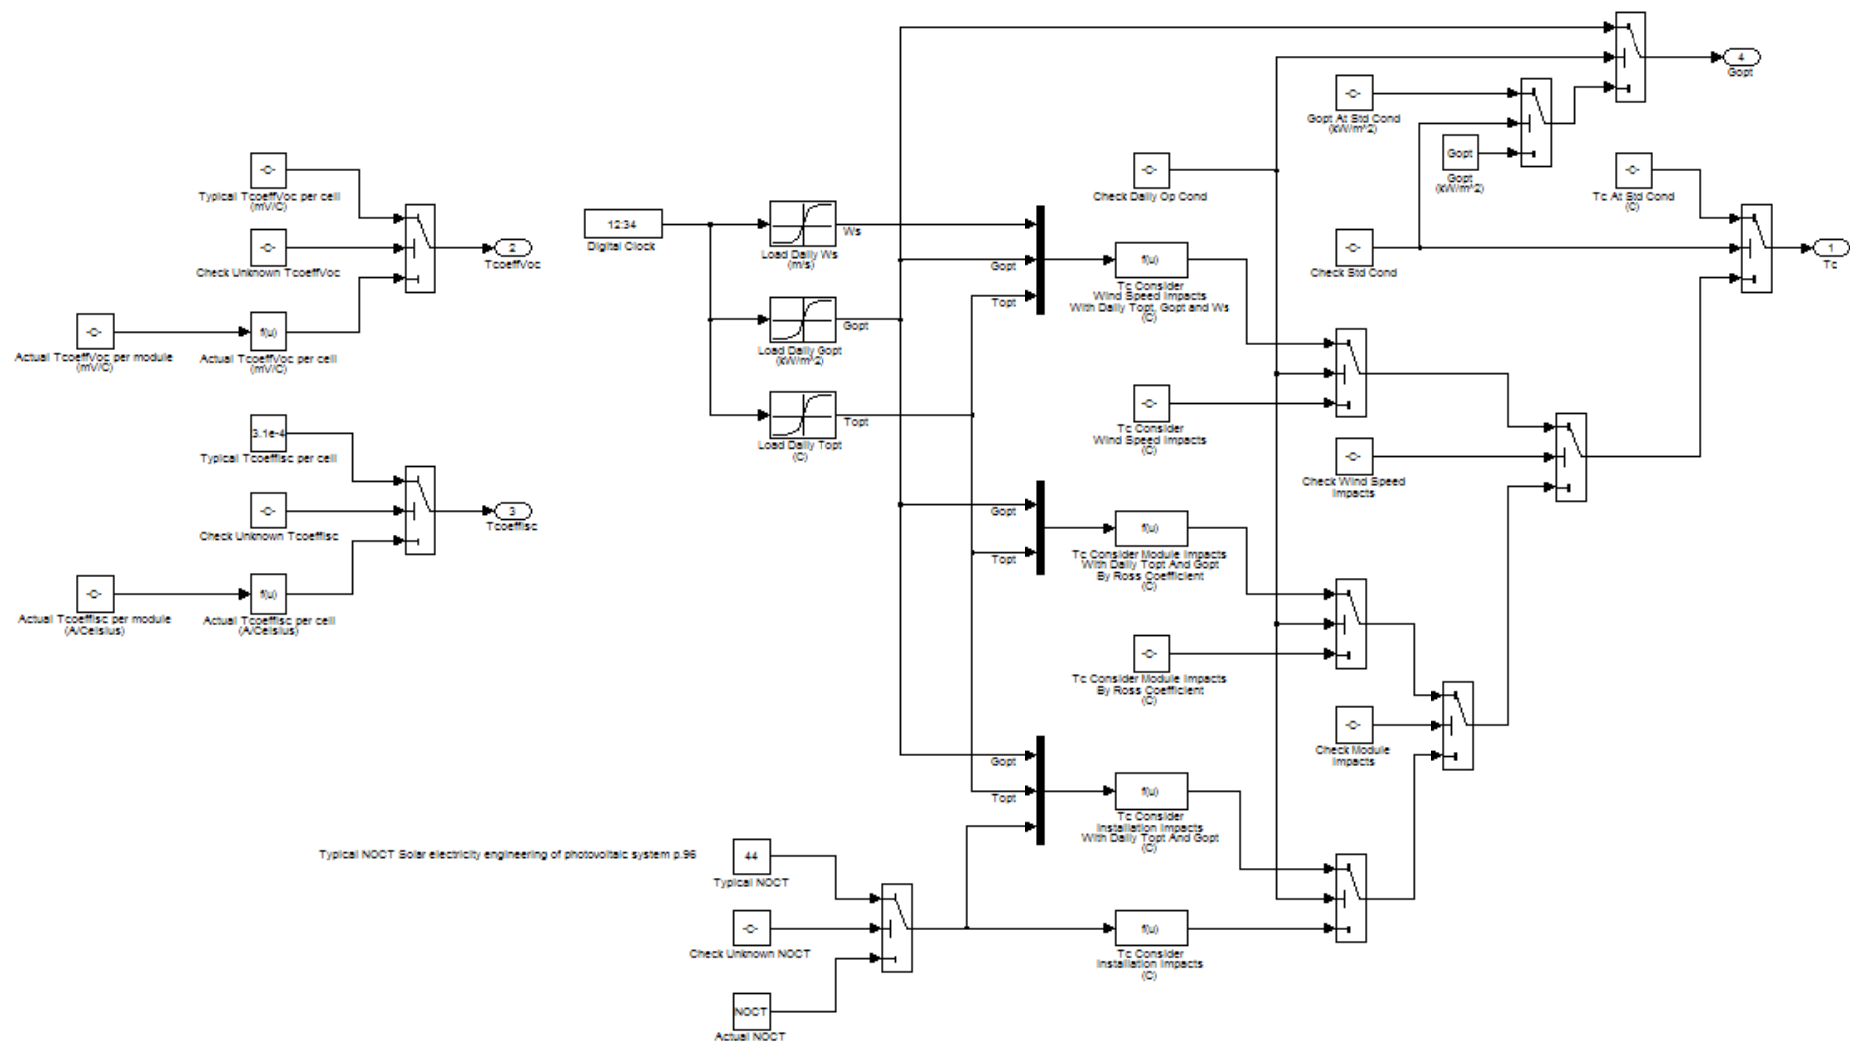 4
Gopt
-C-
Gopt At Std Cond
(kW/m^2)
Gopt
Gopt
(kW/m^2)
-C-
Tc At Std Cond
(C)
-C-
Check Daily Op Cond
-C-
Check Std Cond
1
Tc
-C-
Typical TcoeffVoc per cell
(mV/C)
-C-
Check Unknown TcoeffVoc
2
TcoeffVoc
-C-
Actual TcoeffVoc per module
(mV/C)
f(u)
Actual TcoeffVoc per cell
(mV/C)
3.1e-4
Typical TcoeffIsc per cell
-C-
Check Unknown TcoeffIsc
3
TcoeffIsc
-C-
Actual TcoeffIsc per module
(A/Celsius)
f(u)
Actual TcoeffIsc per cell
(A/Celsius)
12:34
Digital Clock
Load Daily Ws
(m/s)
Ws
Load Daily Gopt
(kW/m^2)
Gopt
Load Daily Topt
(C)
Topt
Gopt
Topt
f(u)
Tc Consider
Wind Speed Impacts
With Daily Topt, Gopt and Ws
(C)
-C-
Tc Consider
Wind Speed Impacts
(C)
-C-
Check Wind Speed
Impacts
Gopt
Topt
f(u)
Tc Consider Module Impacts
With Daily Topt And Gopt
By Ross Coefficient
(C)
-C-
Tc Consider Module Impacts
By Ross Coefficient
(C)
-C-
Check Module
Impacts
Gopt
Topt
f(u)
Tc Consider
Installation Impacts
With Daily Topt And Gopt
(C)
Typical NOCT Solar electricity engineering of photovoltaic system p.96
44
Typical NOCT
-C-
Check Unknown NOCT
NOCT
Actual NOCT
f(u)
Tc Consider
Installation Impacts
(C)